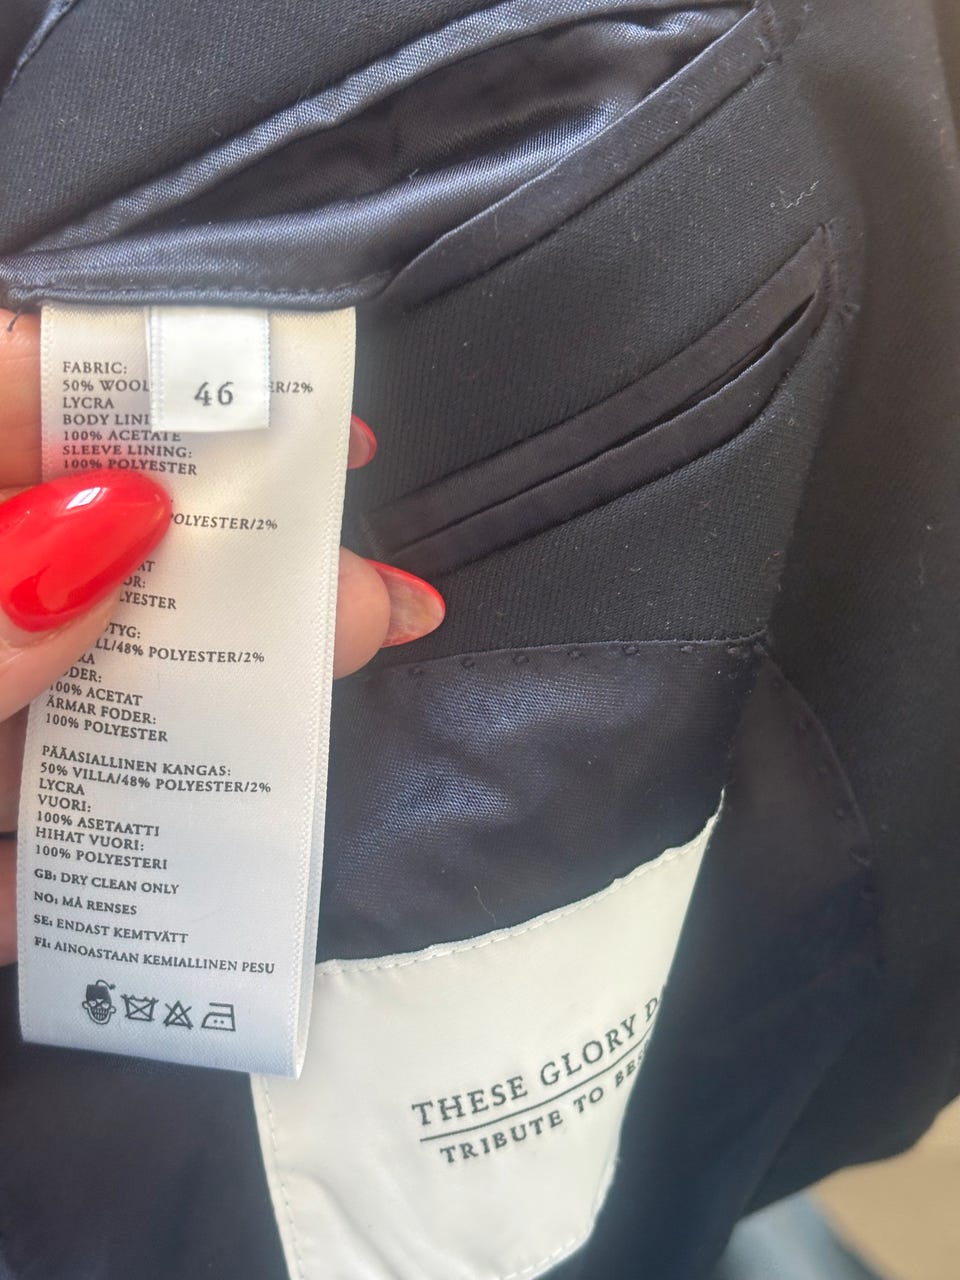 46
FABRIC:
50% WOOL ER/2%
LYCRA
BODY LINI
100% ACETATE
SLEEVE LINING:
100% POLYESTER
POLYESTER/2%
AT
OR:
LYESTER
TYG:
LL/48% POLYESTER/2%
RA
ODER:
100% ACETAT
ÄRMAR FODER:
100% POLYESTER
PÄÄASIALLINEN KANGAS:
50% VILLA/48% POLYESTER/2%
LYCRA
VUORI:
100% ASETAATTI
HIHAT VUORI:
100% POLYESTERI
GB: DRY CLEAN ONLY
NO: MÅ RENSES
SE: ENDAST KEMTVÄTT
FI: AINOASTAAN KEMIALLINEN PESU
THESE GLORY D
TRIBUTE TO BES